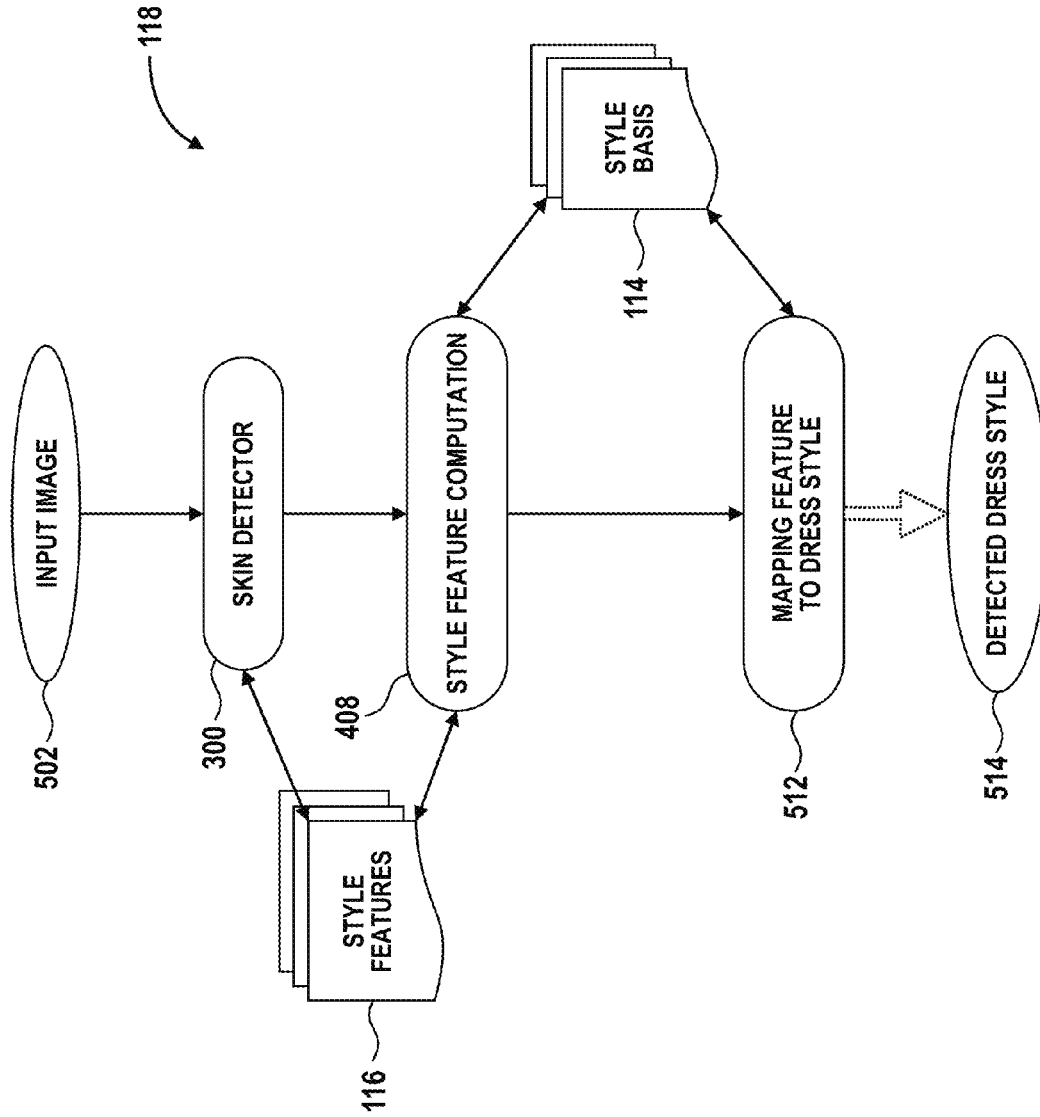 118
INPUT IMAGE
502
SKIN DETECTOR
300
STYLE
FEATURES
116
STYLE FEATURE COMPUTATION
408
STYLE
BASIS
114
MAPPING FEATURE
TO DRESS STYLE
512
DETECTED DRESS STYLE
514